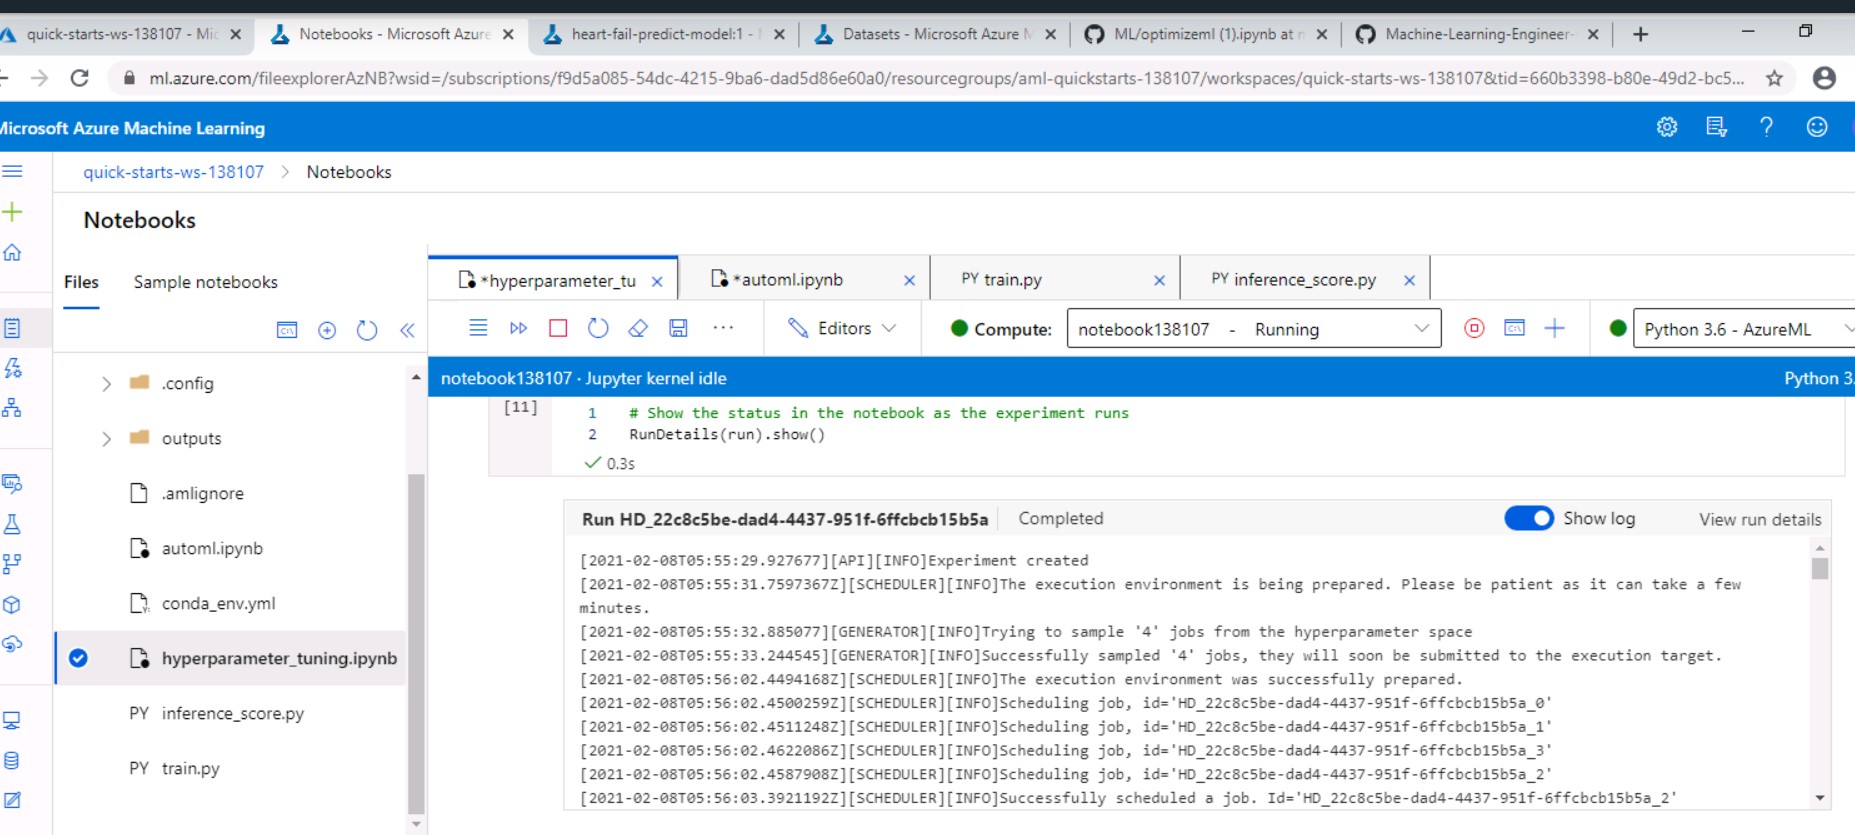 quick-starts-ws-138107 - Mic
Notebooks - Microsoft Azure
heart-fail-predict-model:1 -
Datasets - Microsoft Azure M
ML/optimizeml (1).ipynb at
Machine-Learning-Engineer-
ml.azure.com/fileexplorerAzNB?wsid=/subscriptions/f9d5a085-54dc-4215-9ba6-dad5d86e60a0/resourcegroups/aml-quickstarts-138107/workspaces/quick-starts-ws-138107&tid=660b3398-b80e-49d2-bc5...
Microsoft Azure Machine Learning
quick-starts-ws-138107 > Notebooks
Notebooks
Files Sample notebooks
*hyperparameter_tu
*automl.ipynb
PY train.py
PY inference_score.py
Editors
Compute:
notebook138107 - Running
Python 3.6 - AzureML
notebook138107 · Jupyter kernel idle
Python 3.
.config
outputs
.amlignore
automl.ipynb
conda_env.yml
hyperparameter_tuning.ipynb
PY inference_score.py
PY train.py
[11]
1 # Show the status in the notebook as the experiment runs
2 RunDetails(run).show()
0.3s
Run HD_22c8c5be-dad4-4437-951f-6ffcbcb15b5a Completed Show log View run details
[2021-02-08T05:55:29.927677][API][INFO]Experiment created
[2021-02-08T05:55:31.7597367Z][SCHEDULER][INFO]The execution environment is being prepared. Please be patient as it can take a few
minutes.
[2021-02-08T05:55:32.885077][GENERATOR][INFO]Trying to sample '4' jobs from the hyperparameter space
[2021-02-08T05:55:33.244545][GENERATOR][INFO]Successfully sampled '4' jobs, they will soon be submitted to the execution target.
[2021-02-08T05:56:02.4494168Z][SCHEDULER][INFO]The execution environment was successfully prepared.
[2021-02-08T05:56:02.4500259Z][SCHEDULER][INFO]Scheduling job, id='HD_22c8c5be-dad4-4437-951f-6ffcbcb15b5a_0'
[2021-02-08T05:56:02.4511248Z][SCHEDULER][INFO]Scheduling job, id='HD_22c8c5be-dad4-4437-951f-6ffcbcb15b5a_1'
[2021-02-08T05:56:02.4622086Z][SCHEDULER][INFO]Scheduling job, id='HD_22c8c5be-dad4-4437-951f-6ffcbcb15b5a_3'
[2021-02-08T05:56:02.4587908Z][SCHEDULER][INFO]Scheduling job, id='HD_22c8c5be-dad4-4437-951f-6ffcbcb15b5a_2'
[2021-02-08T05:56:03.3921192Z][SCHEDULER][INFO]Successfully scheduled a job. Id='HD_22c8c5be-dad4-4437-951f-6ffcbcb15b5a_2'